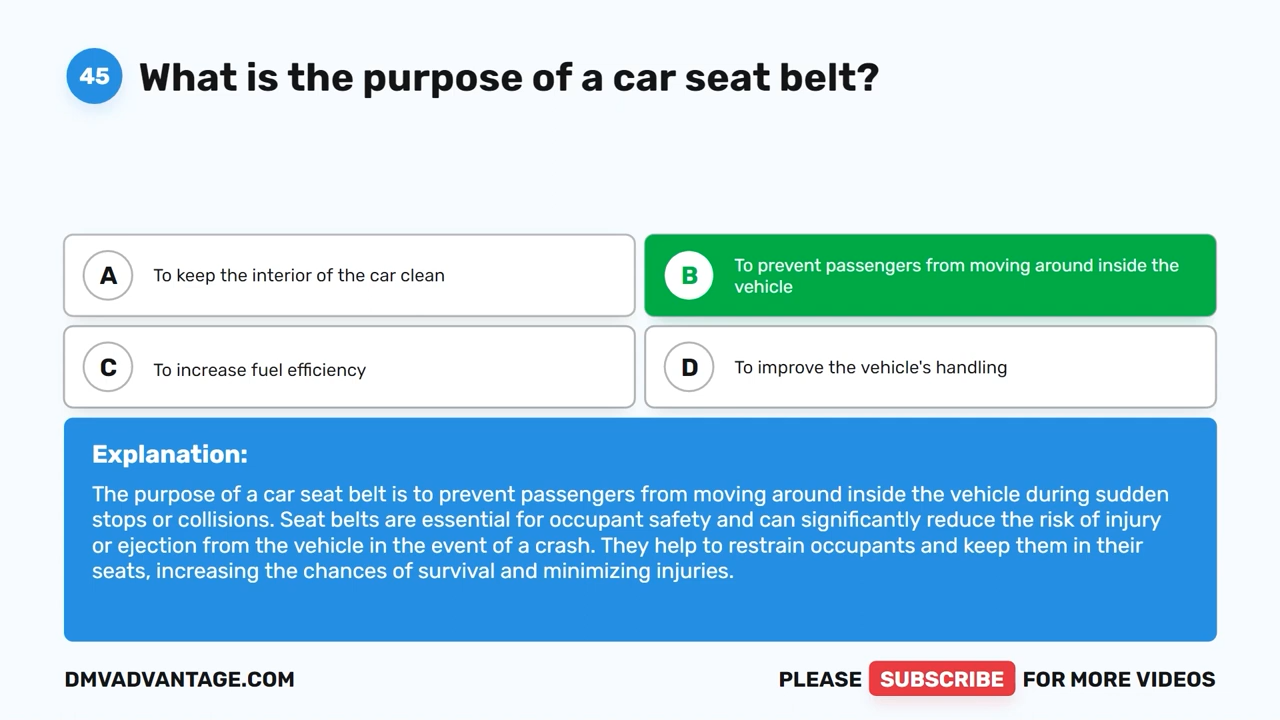 45 What is the purpose of a car seat belt?
A To keep the interior of the car clean
B To prevent passengers from moving around inside the
vehicle
C To increase fuel efficiency
D To improve the vehicle's handling
Explanation:
The purpose of a car seat belt is to prevent passengers from moving around inside the vehicle during sudden
stops or collisions. Seat belts are essential for occupant safety and can significantly reduce the risk of injury
or ejection from the vehicle in the event of a crash. They help to restrain occupants and keep them in their
seats, increasing the chances of survival and minimizing injuries.
DMVADVANTAGE.COM
PLEASE SUBSCRIBE FOR MORE VIDEOS